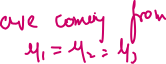 are coming from
y₁ = y₂ = y₃